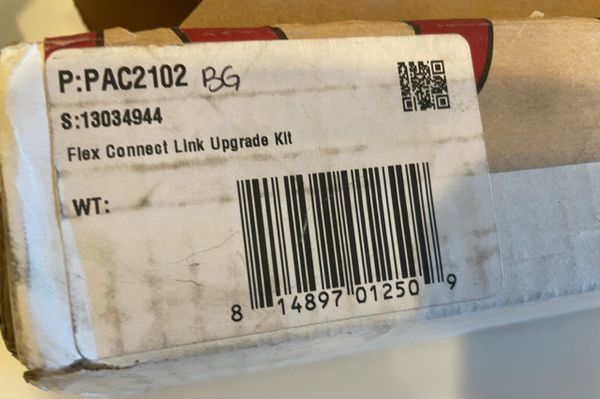 P:PAC2102 BG
S:13034944
Flex Connect Link Upgrade Kit
WT:
8 14897 01250 9